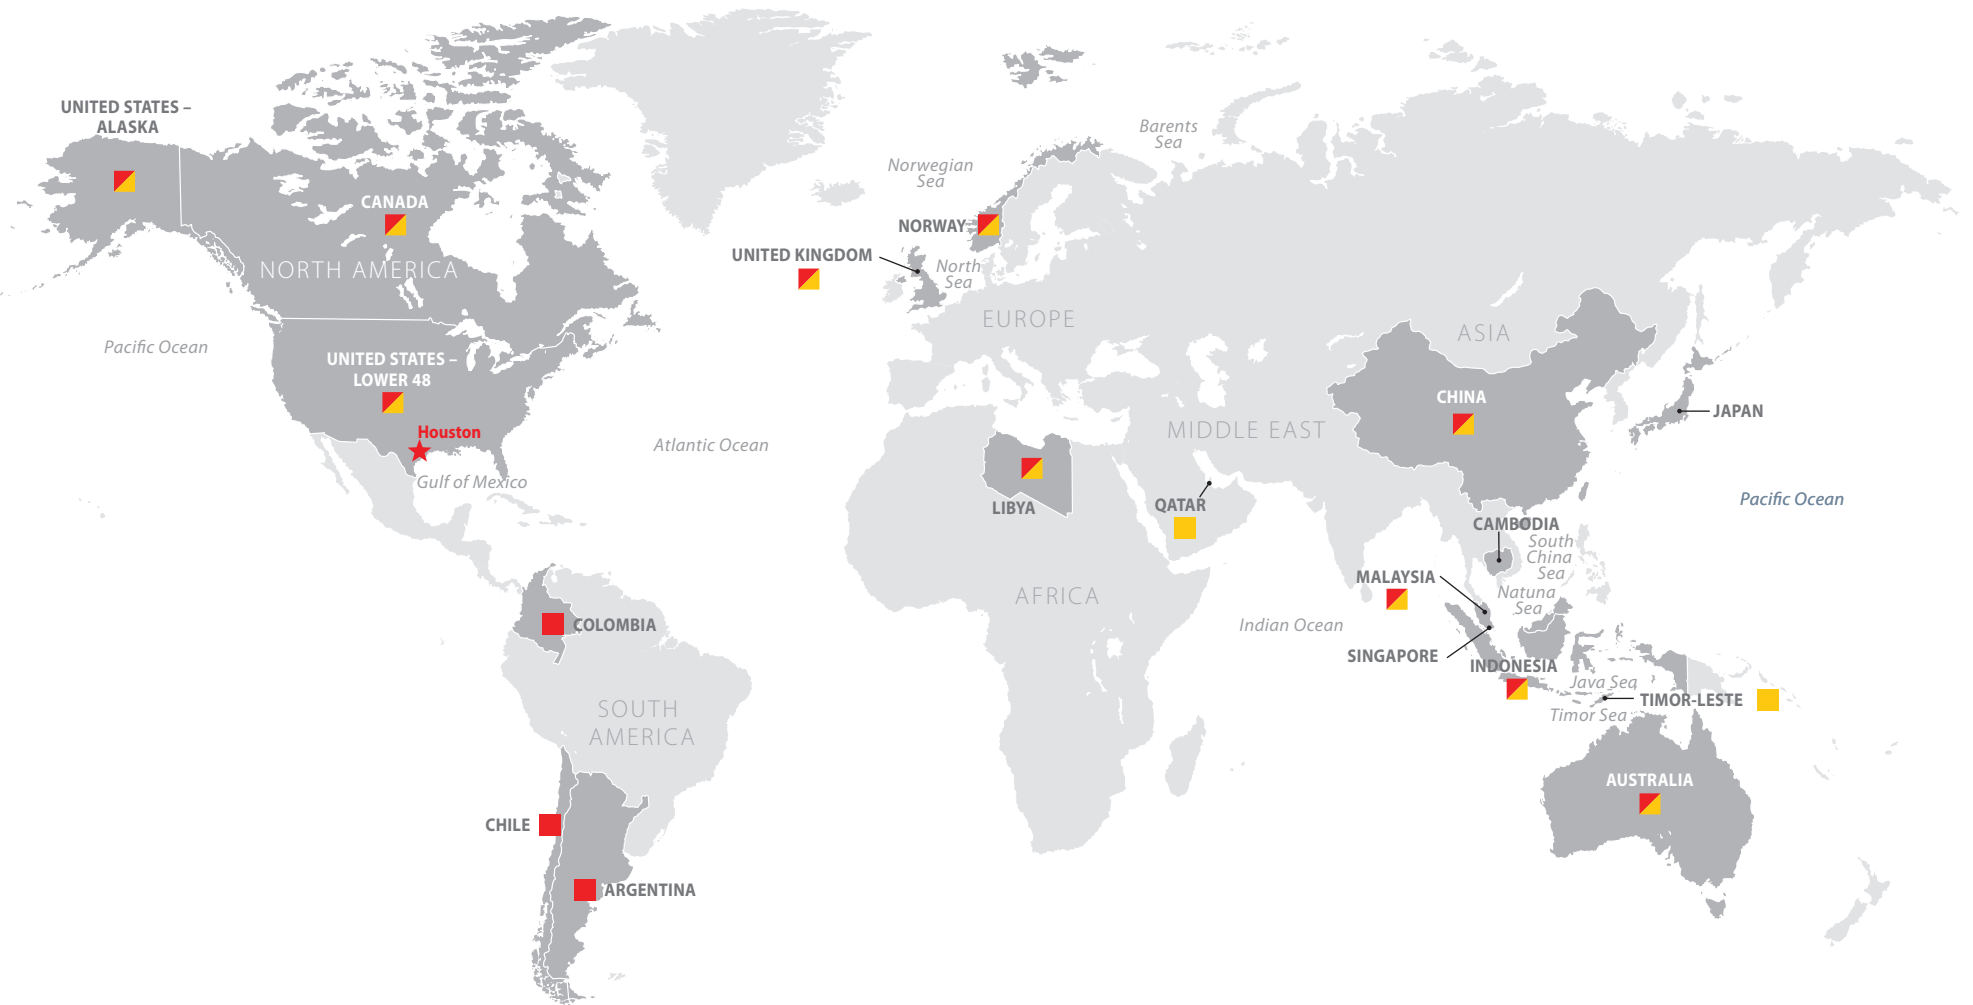 UNITED STATES –
ALASKA
CANADA
NORTH AMERICA
Pacific Ocean
UNITED STATES –
LOWER 48
Houston
Gulf of Mexico
Atlantic Ocean
Norwegian
Sea
Barents
Sea
NORWAY
UNITED KINGDOM
North
Sea
EUROPE
ASIA
MIDDLE EAST
CHINA
JAPAN
LIBYA
QATAR
Pacific Ocean
CAMBODIA
South
China
Sea
MALAYSIA
Natuna
Sea
AFRICA
Indian Ocean
SINGAPORE
INDONESIA
Java Sea
TIMOR-LESTE
Timor Sea
AUSTRALIA
COLOMBIA
SOUTH
AMERICA
CHILE
ARGENTINA